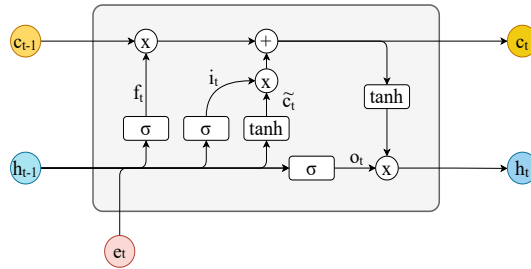 c_{t-1} x + c_t
i_t x
f_t c̃_t tanh
σ σ tanh
h_{t-1} σ o_t x h_t
e_t